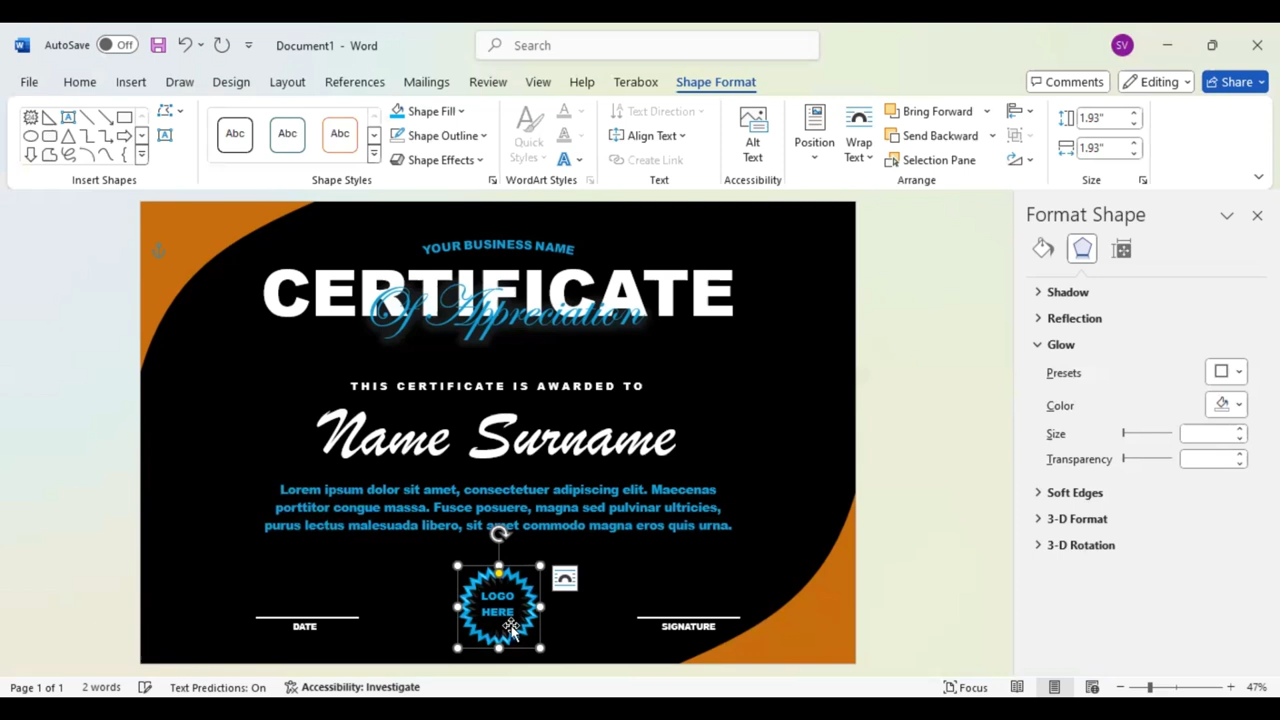 AutoSave Off Document1 - Word Search SV
File Home Insert Draw Design Layout References Mailings Review View Help Terabox Shape Format Comments Editing Share
Abc Abc Abc Shape Fill Shape Outline Shape Effects
Quick Styles
Text Direction Align Text Create Link
Alt Text
Position
Wrap Text
Bring Forward Send Backward Selection Pane
1.93"
1.93"
Insert Shapes Shape Styles WordArt Styles Text Accessibility Arrange Size
YOUR BUSINESS NAME
CERTIFICATE
Of Appreciation
THIS CERTIFICATE IS AWARDED TO
Name Surname
Lorem ipsum dolor sit amet, consectetuer adipiscing elit. Maecenas
porttitor congue massa. Fusce posuere, magna sed pulvinar ultricies,
purus lectus malesuada libero, sit amet commodo magna eros quis urna.
LOGO
HERE
DATE SIGNATURE
Format Shape
Shadow
Reflection
Glow
Presets
Color
Size
Transparency
Soft Edges
3-D Format
3-D Rotation
Page 1 of 1 2 words Text Predictions: On Accessibility: Investigate Focus 47%